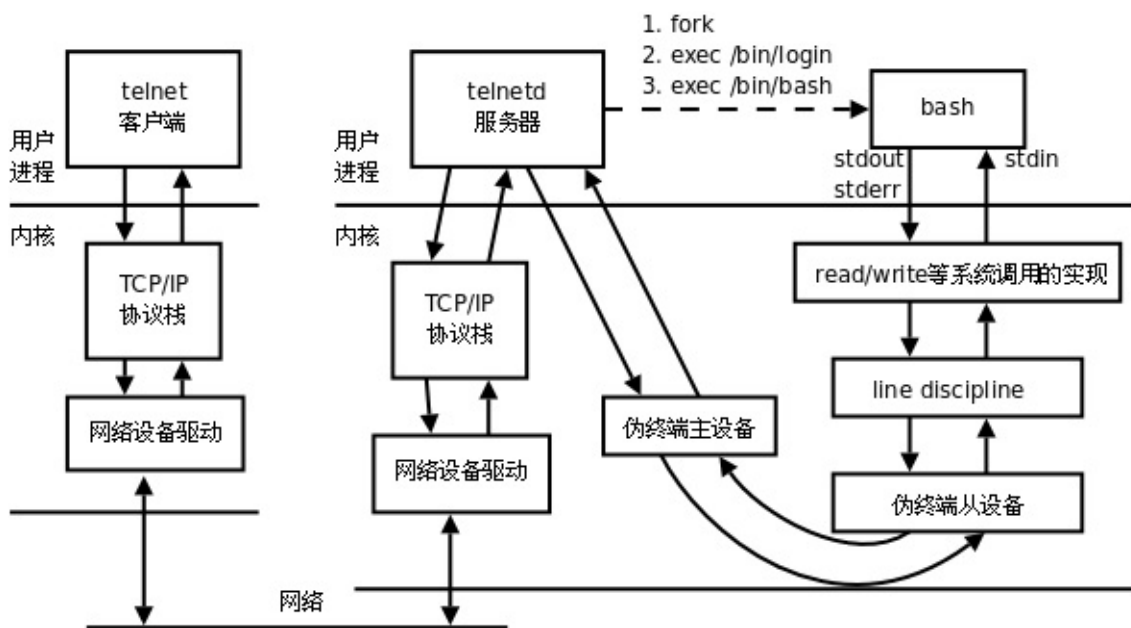 1. fork
2. exec /bin/login
3. exec /bin/bash
telnet
客户端
telnetd
服务器
bash
用户
进程
用户
进程
stdout
stderr
stdin
内核
内核
TCP/IP
协议栈
TCP/IP
协议栈
read/write等系统调用的实现
line discipline
网络设备驱动
伪终端主设备
网络设备驱动
伪终端从设备
网络